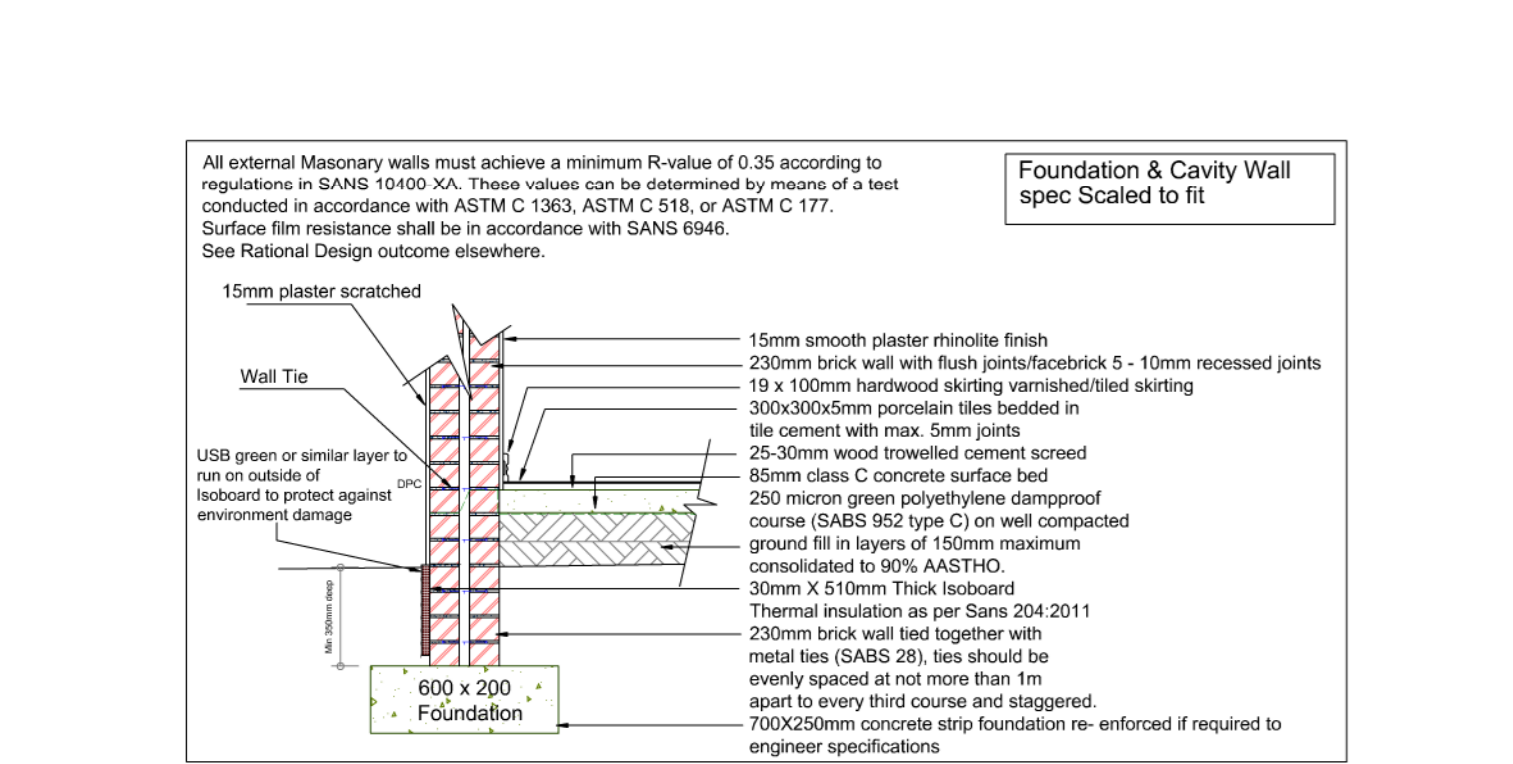 All external Masonary walls must achieve a minimum R-value of 0.35 according to
regulations in SANS 10400-XA. These values can be determined by means of a test
conducted in accordance with ASTM C 1363, ASTM C 518, or ASTM C 177.
Surface film resistance shall be in accordance with SANS 6946.
See Rational Design outcome elsewhere.
Foundation & Cavity Wall
spec Scaled to fit
15mm plaster scratched
Wall Tie
USB green or similar layer to
run on outside of
Isoboard to protect against
environment damage
DPC
Min 350mm deep
600 x 200
Foundation
15mm smooth plaster rhinolite finish
230mm brick wall with flush joints/facebrick 5 - 10mm recessed joints
19 x 100mm hardwood skirting varnished/tiled skirting
300x300x5mm porcelain tiles bedded in
tile cement with max. 5mm joints
25-30mm wood trowelled cement screed
85mm class C concrete surface bed
250 micron green polyethylene dampproof
course (SABS 952 type C) on well compacted
ground fill in layers of 150mm maximum
consolidated to 90% AASTHO.
30mm X 510mm Thick Isoboard
Thermal insulation as per Sans 204:2011
230mm brick wall tied together with
metal ties (SABS 28), ties should be
evenly spaced at not more than 1m
apart to every third course and staggered.
700X250mm concrete strip foundation re- enforced if required to
engineer specifications